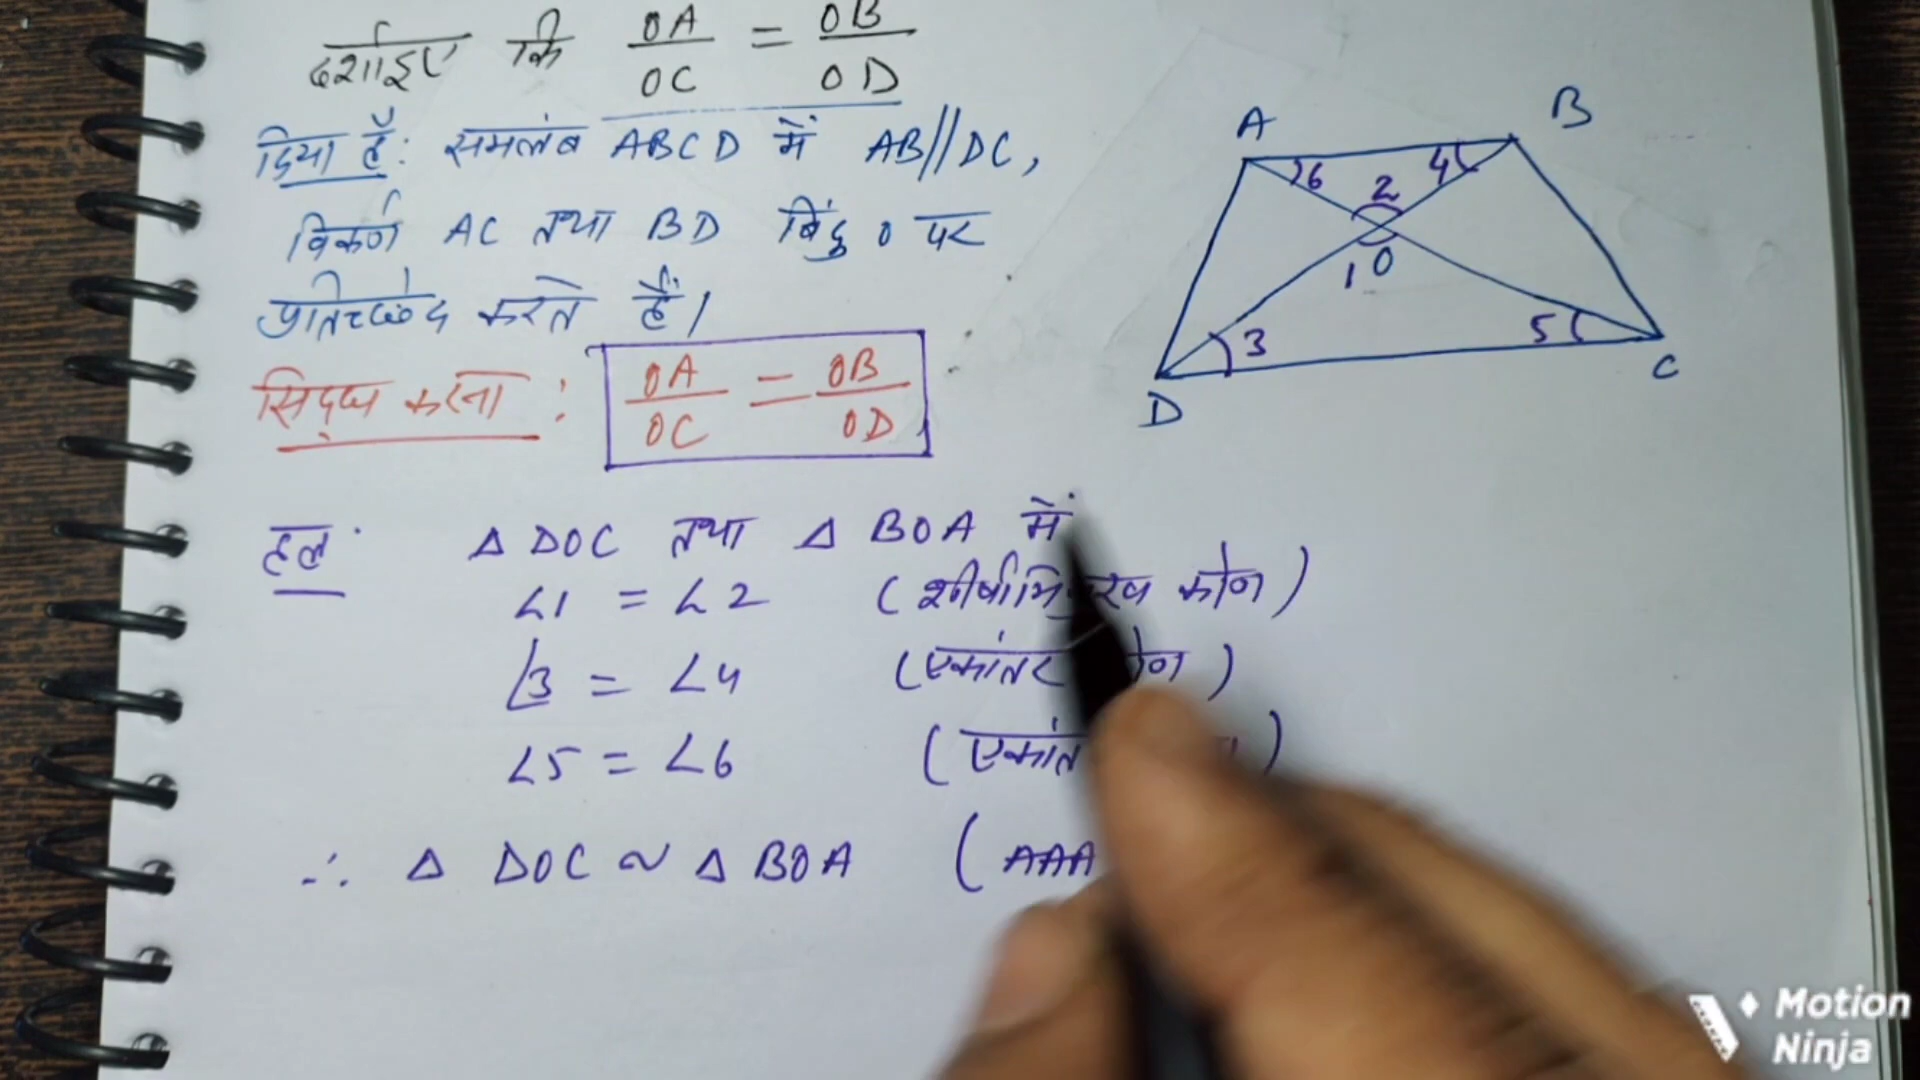 दर्शाइए कि OA/OC = OB/OD
दिया है: समलंब ABCD में AB//DC,
विकर्ण AC तथा BD बिंदु O पर
प्रतिच्छेद करते हैं।
सिद्ध करना : OA/OC = OB/OD
A B
6 2 4
1 O
3 5
D C
हल: △ DOC तथा △ BOA में
∠1 = ∠2 (शीर्षाभिमुख कोण)
∠3 = ∠4 (एकांतर कोण)
∠5 = ∠6 (
∴ △ DOC ~ △ BOA (AAA
Motion
Ninja